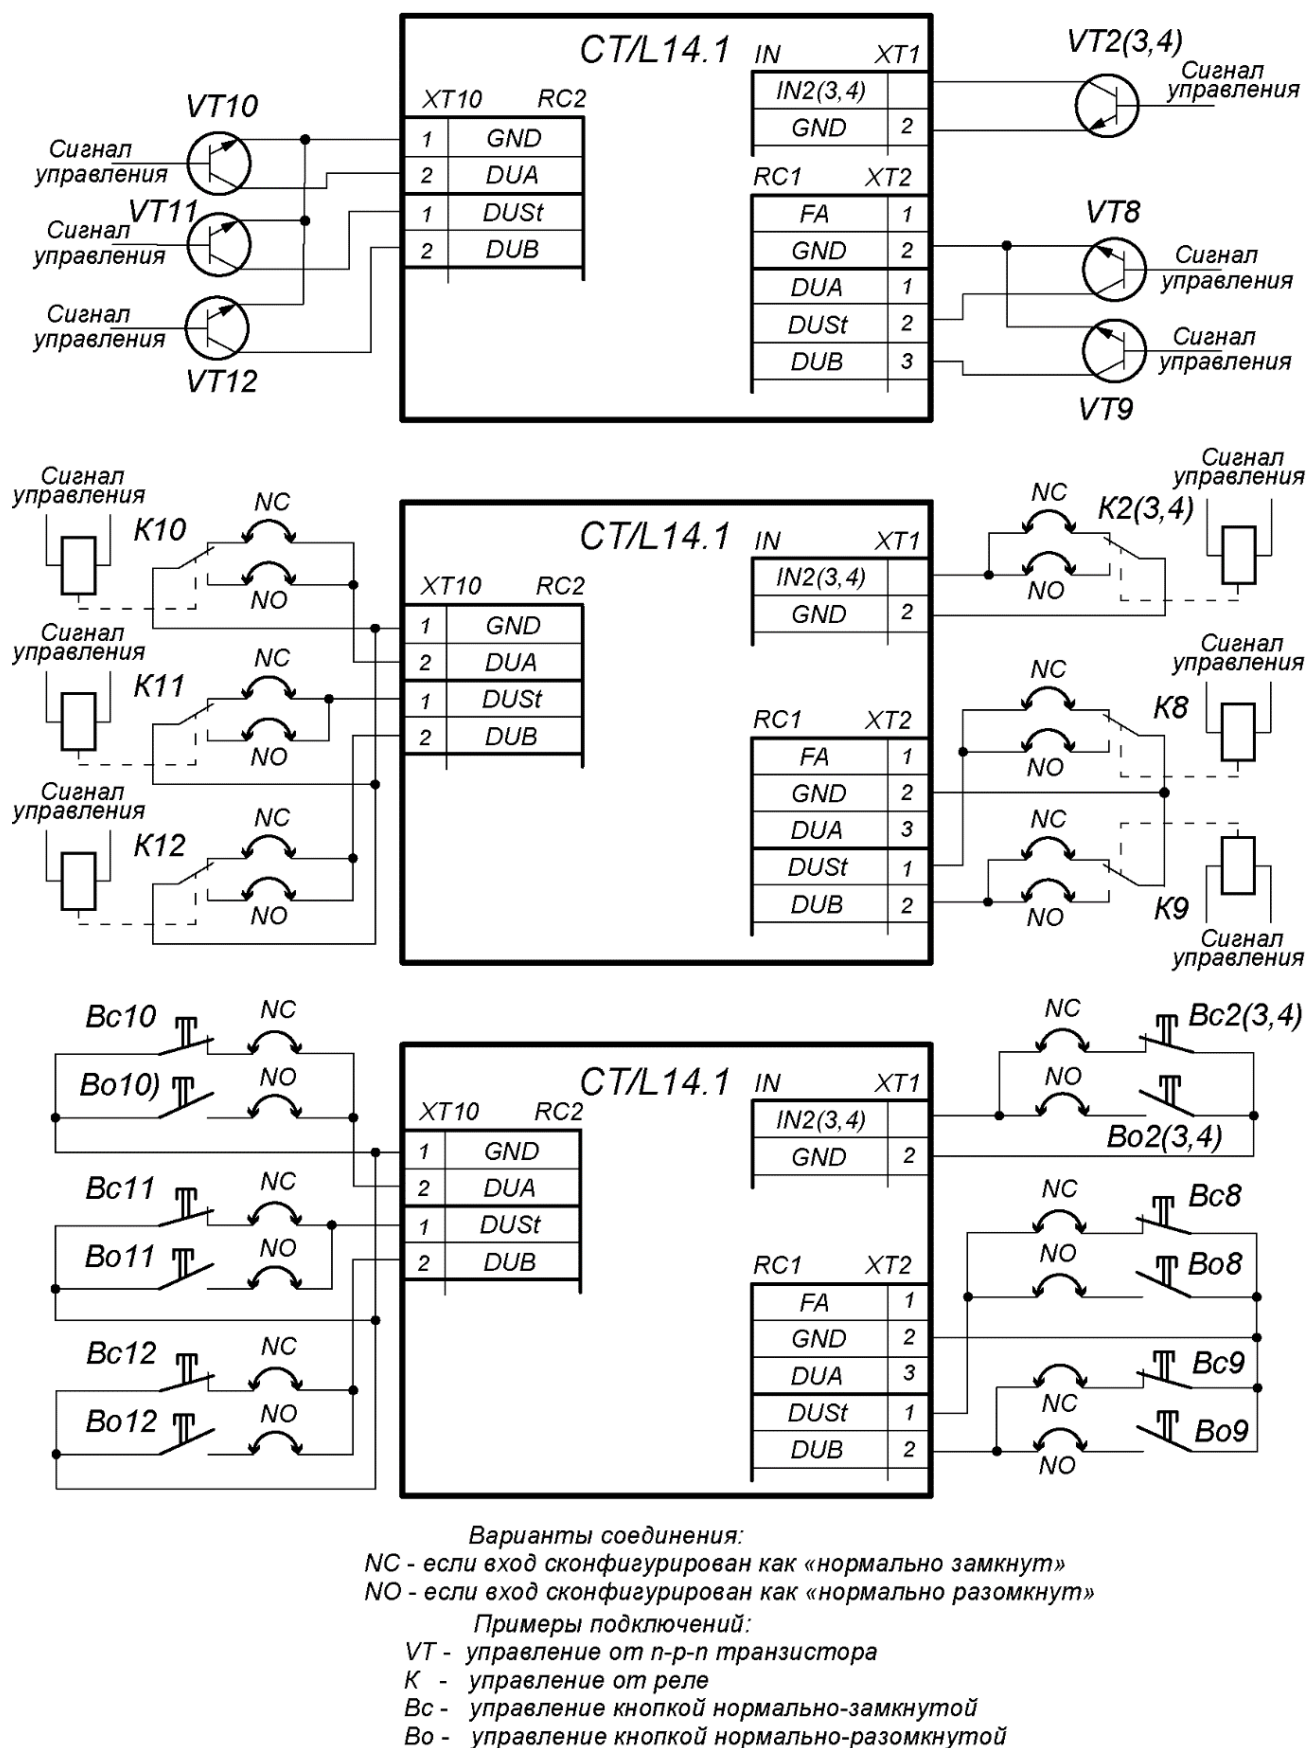 CT/L14.1
IN XT1
IN2(3,4)
GND 2
VT2(3,4)
Сигнал
управления
XT10 RC2
1 GND
2 DUA
1 DUSt
2 DUB
VT10
Сигнал
управления
VT11
Сигнал
управления
Сигнал
управления
VT12
RC1 XT2
FA 1
GND 2
DUA 1
DUSt 2
DUB 3
VT8
Сигнал
управления
Сигнал
управления
VT9
Сигнал
управления
K10
NC
NO
Сигнал
управления
K11
NC
NO
Сигнал
управления
K12
NC
NO
CT/L14.1
XT10 RC2
1 GND
2 DUA
1 DUSt
2 DUB
IN XT1
IN2(3,4)
GND 2
RC1 XT2
FA 1
GND 2
DUA 3
DUSt 1
DUB 2
Сигнал
управления
NC
K2(3,4)
NO
Сигнал
управления
NC
K8
NO
NC
K9
NO
Сигнал
управления
Bc10
NC
Bo10)
NO
Bc11
NC
Bo11
NO
Bc12
NC
Bo12
NO
CT/L14.1
XT10 RC2
1 GND
2 DUA
1 DUSt
2 DUB
IN XT1
IN2(3,4)
GND 2
RC1 XT2
FA 1
GND 2
DUA 3
DUSt 1
DUB 2
NC
Bc2(3,4)
NO
Bo2(3,4)
NC
Bc8
NO
Bo8
Bc9
NC
Bo9
NO
Варианты соединения:
NC - если вход сконфигурирован как «нормально замкнут»
NO - если вход сконфигурирован как «нормально разомкнут»
Примеры подключений:
VT - управление от n-p-n транзистора
К - управление от реле
Bc - управление кнопкой нормально-замкнутой
Bo - управление кнопкой нормально-разомкнутой